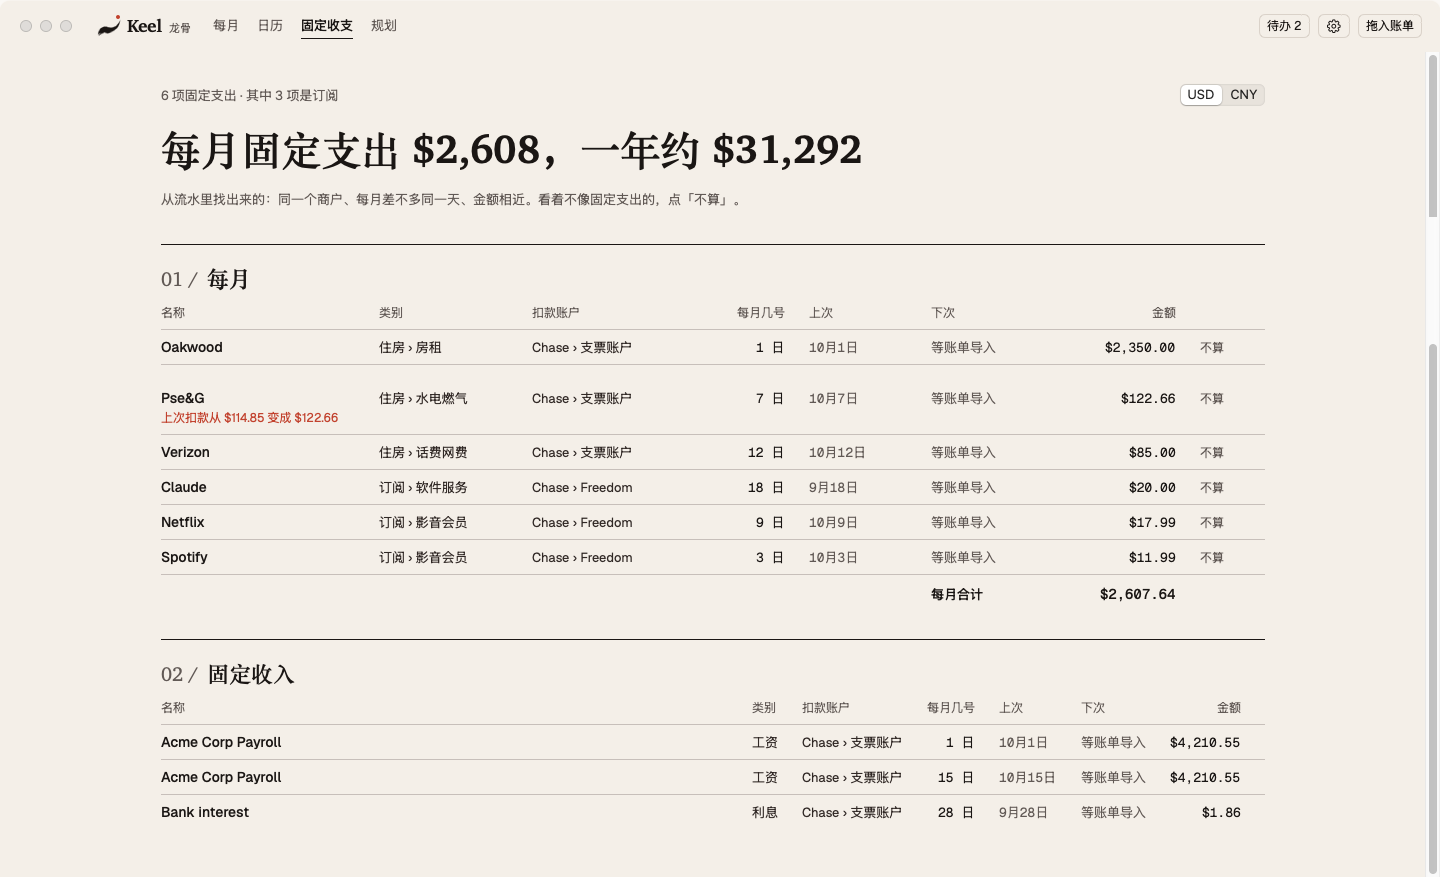 Keel 龙骨 每月 日历 固定收支 规划 待办 2 拖入账单
6 项固定支出 · 其中 3 项是订阅 USD CNY
每月固定支出 $2,608，一年约 $31,292
从流水里找出来的：同一个商户、每月差不多同一天、金额相近。看着不像固定支出的，点「不算」。
01 / 每月
名称 类别 扣款账户 每月几号 上次 下次 金额
Oakwood 住房 › 房租 Chase › 支票账户 1 日 10月1日 等账单导入 $2,350.00 不算
Pse&G 住房 › 水电燃气 Chase › 支票账户 7 日 10月7日 等账单导入 $122.66 不算
上次扣款从 $114.85 变成 $122.66
Verizon 住房 › 话费网费 Chase › 支票账户 12 日 10月12日 等账单导入 $85.00 不算
Claude 订阅 › 软件服务 Chase › Freedom 18 日 9月18日 等账单导入 $20.00 不算
Netflix 订阅 › 影音会员 Chase › Freedom 9 日 10月9日 等账单导入 $17.99 不算
Spotify 订阅 › 影音会员 Chase › Freedom 3 日 10月3日 等账单导入 $11.99 不算
每月合计 $2,607.64
02 / 固定收入
名称 类别 扣款账户 每月几号 上次 下次 金额
Acme Corp Payroll 工资 Chase › 支票账户 1 日 10月1日 等账单导入 $4,210.55
Acme Corp Payroll 工资 Chase › 支票账户 15 日 10月15日 等账单导入 $4,210.55
Bank interest 利息 Chase › 支票账户 28 日 9月28日 等账单导入 $1.86